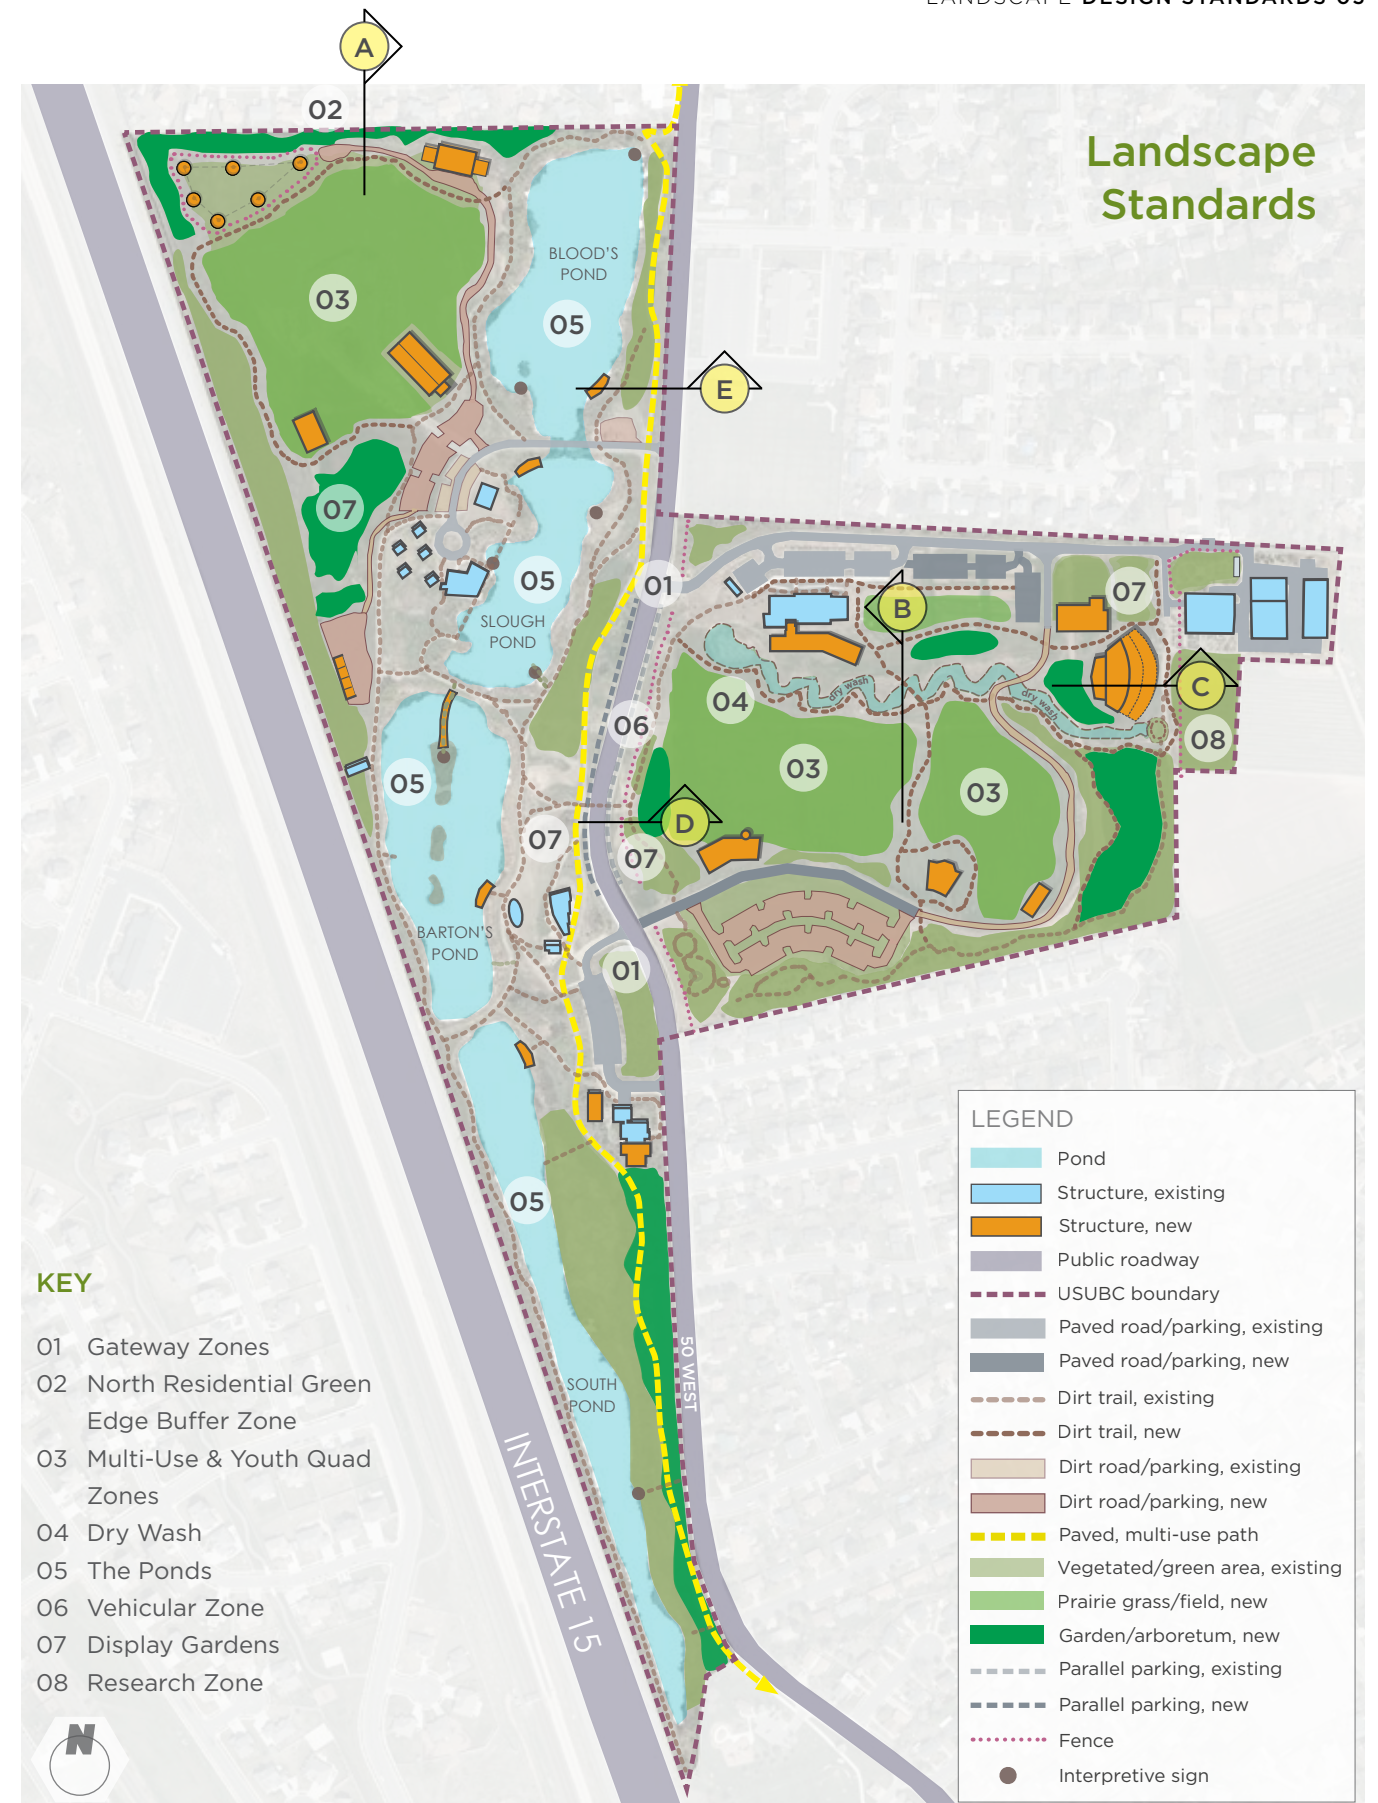 LANDSCAPE DESIGN STANDARDS 03
Landscape
Standards
A
02
03
BLOOD'S
POND
05
E
07
05
SLOUGH
POND
01
B
07
dry wash
dry wash
C
04
06
03
03
08
05
D
07
07
BARTON'S
POND
01
05
SOUTH
POND
50 WEST
INTERSTATE 15
KEY
01 Gateway Zones
02 North Residential Green
Edge Buffer Zone
03 Multi-Use & Youth Quad
Zones
04 Dry Wash
05 The Ponds
06 Vehicular Zone
07 Display Gardens
08 Research Zone
N
LEGEND
Pond
Structure, existing
Structure, new
Public roadway
USUBC boundary
Paved road/parking, existing
Paved road/parking, new
Dirt trail, existing
Dirt trail, new
Dirt road/parking, existing
Dirt road/parking, new
Paved, multi-use path
Vegetated/green area, existing
Prairie grass/field, new
Garden/arboretum, new
Parallel parking, existing
Parallel parking, new
Fence
Interpretive sign